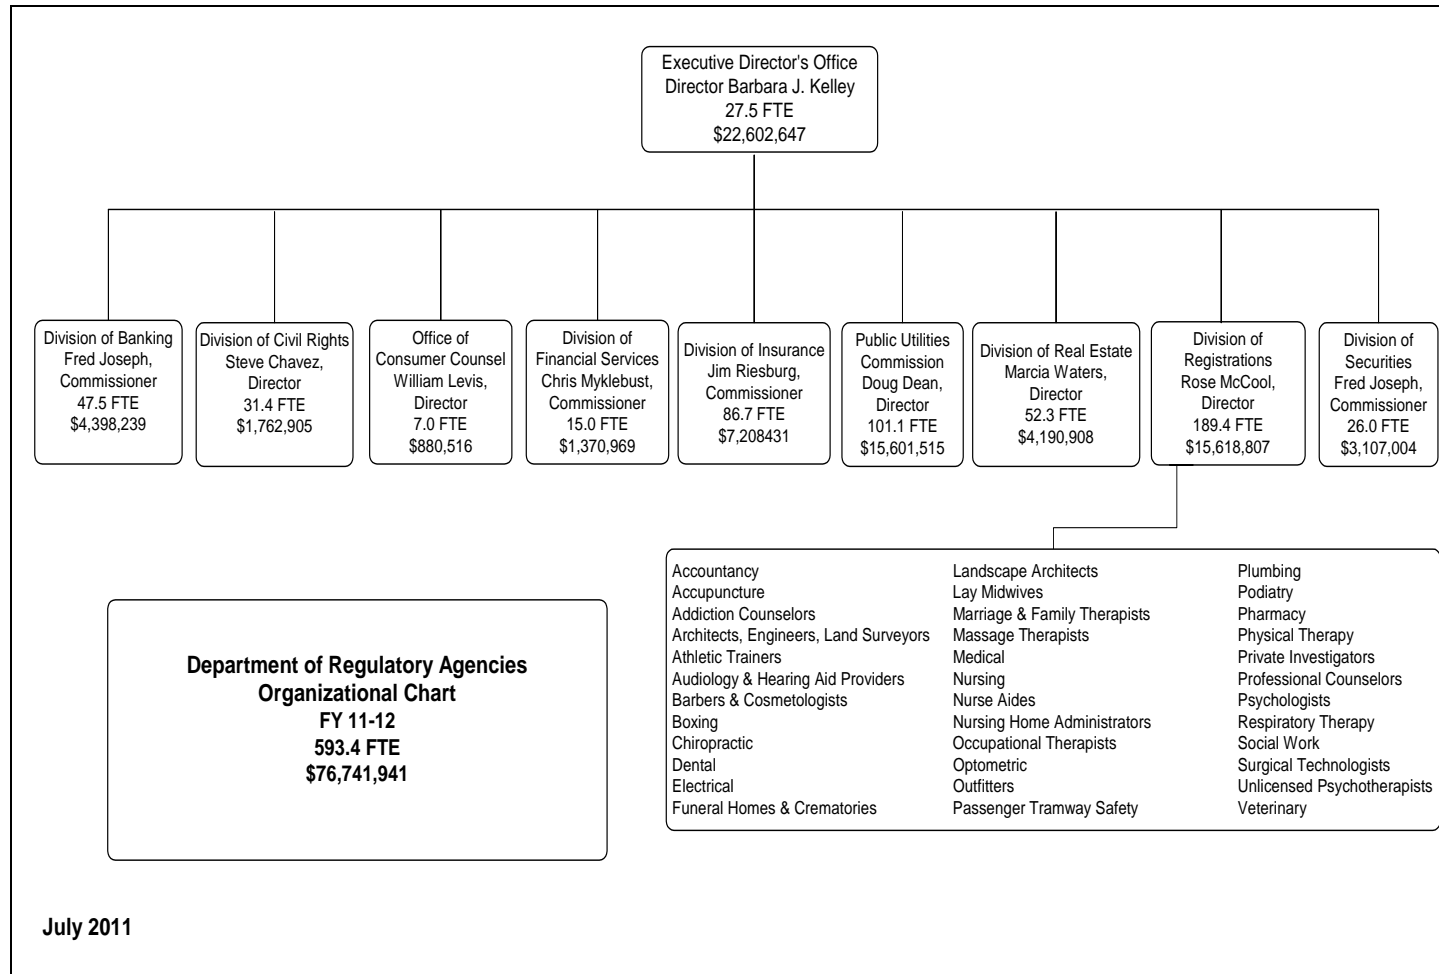 Executive Director's Office
Director Barbara J. Kelley
27.5 FTE
$22,602,647
Division of Banking
Fred Joseph,
Commissioner
47.5 FTE
$4,398,239
Division of Civil Rights
Steve Chavez,
Director
31.4 FTE
$1,762,905
Office of
Consumer Counsel
William Levis,
Director
7.0 FTE
$880,516
Division of
Financial Services
Chris Myklebust,
Commissioner
15.0 FTE
$1,370,969
Division of Insurance
Jim Riesburg,
Commissioner
86.7 FTE
$7,208431
Public Utilities
Commission
Doug Dean,
Director
101.1 FTE
$15,601,515
Division of Real Estate
Marcia Waters,
Director
52.3 FTE
$4,190,908
Division of
Registrations
Rose McCool,
Director
189.4 FTE
$15,618,807
Division of
Securities
Fred Joseph,
Commissioner
26.0 FTE
$3,107,004
Accountancy
Accupuncture
Addiction Counselors
Architects, Engineers, Land Surveyors
Athletic Trainers
Audiology & Hearing Aid Providers
Barbers & Cosmetologists
Boxing
Chiropractic
Dental
Electrical
Funeral Homes & Crematories
Landscape Architects
Lay Midwives
Marriage & Family Therapists
Massage Therapists
Medical
Nursing
Nurse Aides
Nursing Home Administrators
Occupational Therapists
Optometric
Outfitters
Passenger Tramway Safety
Plumbing
Podiatry
Pharmacy
Physical Therapy
Private Investigators
Professional Counselors
Psychologists
Respiratory Therapy
Social Work
Surgical Technologists
Unlicensed Psychotherapists
Veterinary
Department of Regulatory Agencies
Organizational Chart
FY 11-12
593.4 FTE
$76,741,941
July 2011